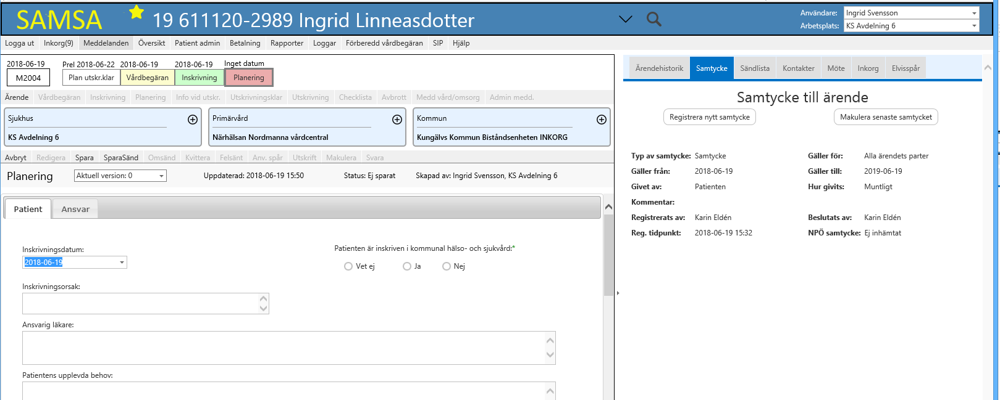 SAMSA 19 611120-2989 Ingrid Linneasdotter
Användare: Ingrid Svensson
Arbetsplats: KS Avdelning 6
Logga ut Inkorg(9) Meddelanden Översikt Patient admin Betalning Rapporter Loggar Förberedd vårdbegäran SIP Hjälp
2018-06-19 Prel 2018-06-22 2018-06-19 2018-06-19 Inget datum
M2004 Plan utskr.klar Vårdbegäran Inskrivning Planering
Ärende Vårdbegäran Inskrivning Planering Info vid utskr. Utskrivningsklar Utskrivning Checklista Avbrott Medd vård/omsorg Admin medd.
Sjukhus
KS Avdelning 6
Primärvård
Närhälsan Nordmanna vårdcentral
Kommun
Kungälvs Kommun Biståndsenheten INKORG
Avbryt Redigera Spara SparaSänd Omsänd Kvittera Felsänt Anv. spår Utskrift Makulera Svara
Planering Aktuell version: 0 Uppdaterad: 2018-06-19 15:50 Status: Ej sparat Skapad av: Ingrid Svensson, KS Avdelning 6
Patient Ansvar
Inskrivningsdatum:
2018-06-19
Patienten är inskriven i kommunal hälso- och sjukvård:*
Vet ej Ja Nej
Inskrivningsorsak:
Ansvarig läkare:
Patientens upplevda behov:
Ärendehistorik Samtycke Sändlista Kontakter Möte Inkorg Elvisspår
Samtycke till ärende
Registrera nytt samtycke Makulera senaste samtycket
Typ av samtycke: Samtycke Gäller för: Alla ärendets parter
Gäller från: 2018-06-19 Gäller till: 2019-06-19
Givet av: Patienten Hur givits: Muntligt
Kommentar:
Registrerats av: Karin Eldén Beslutats av: Karin Eldén
Reg. tidpunkt: 2018-06-19 15:32 NPÖ samtycke: Ej inhämtat